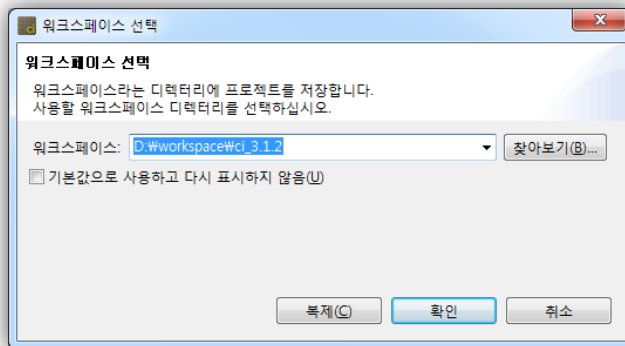 워크스페이스 선택
워크스페이스 선택
워크스페이스라는 디렉터리에 프로젝트를 저장합니다.
사용할 워크스페이스 디렉터리를 선택하십시오.
워크스페이스: D:₩workspace₩ci_3.1.2 찾아보기(B)...
기본값으로 사용하고 다시 표시하지 않음(U)
복제(C) 확인 취소